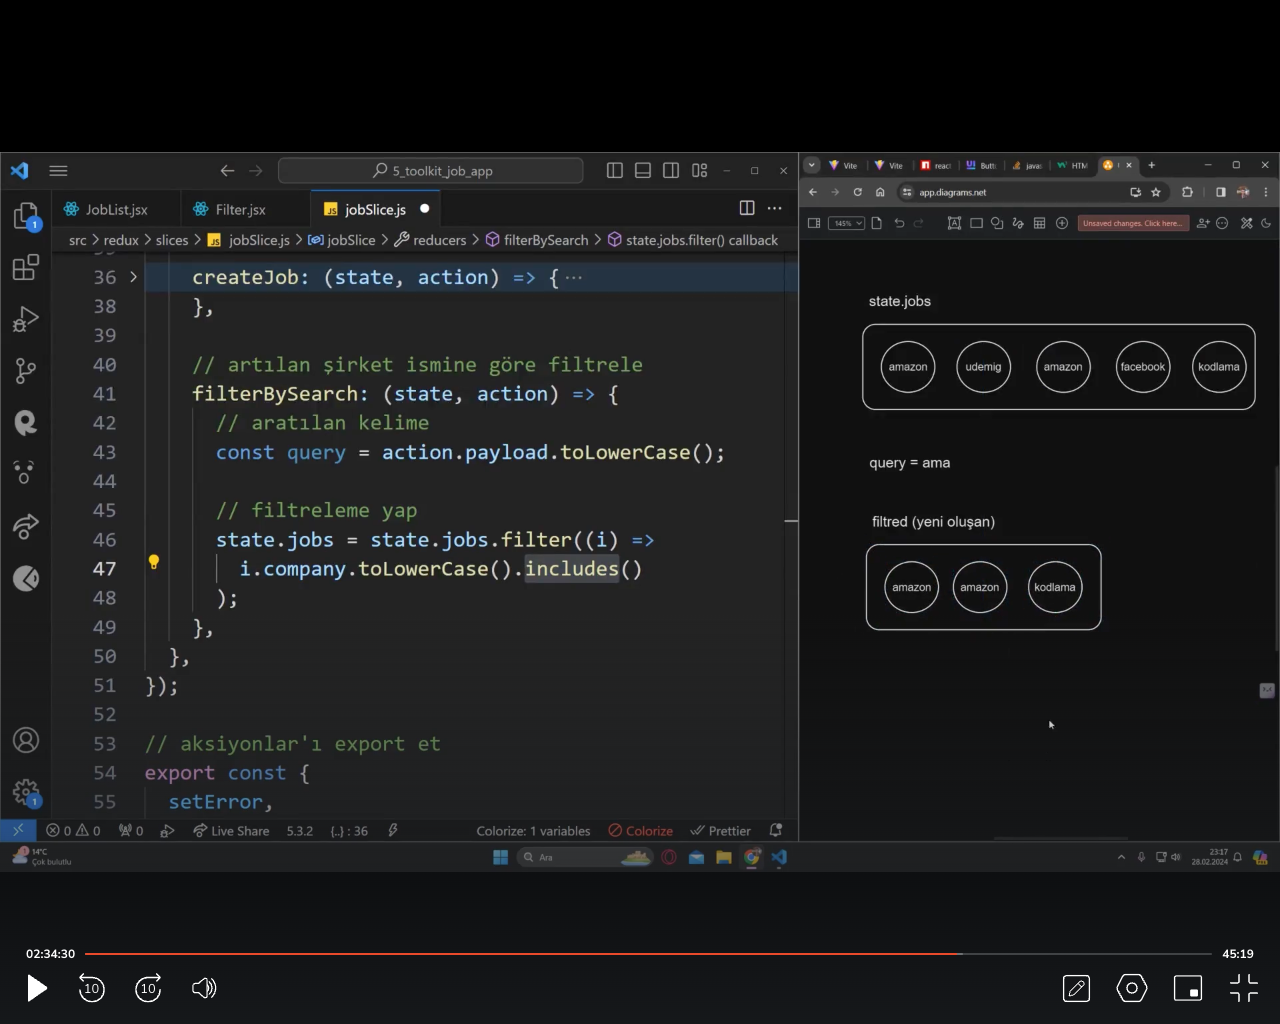 5_toolkit_job_app
JobList.jsx
Filter.jsx
jobSlice.js
src > redux > slices > jobSlice.js > jobSlice > reducers > filterBySearch > state.jobs.filter() callback
36 createJob: (state, action) => { ···
38 },
39
40 // artılan şirket ismine göre filtrele
41 filterBySearch: (state, action) => {
42 // aratılan kelime
43 const query = action.payload.toLowerCase();
44
45 // filtreleme yap
46 state.jobs = state.jobs.filter((i) =>
47 i.company.toLowerCase().includes()
48 );
49 },
50 },
51 });
52
53 // aksiyonlar'ı export et
54 export const {
55 setError,
1
1
0 0 0 Live Share 5.3.2 {..} : 36 Colorize: 1 variables Colorize Prettier
Vite
Vite
reac
Butt
javas
HTM
app.diagrams.net
145%
Unsaved changes. Click here...
state.jobs
amazon
udemig
amazon
facebook
kodlama
query = ama
filtred (yeni oluşan)
amazon
amazon
kodlama
14°C
Çok bulutlu
Ara
23:17
28.02.2024
02:34:30
45:19
10
10